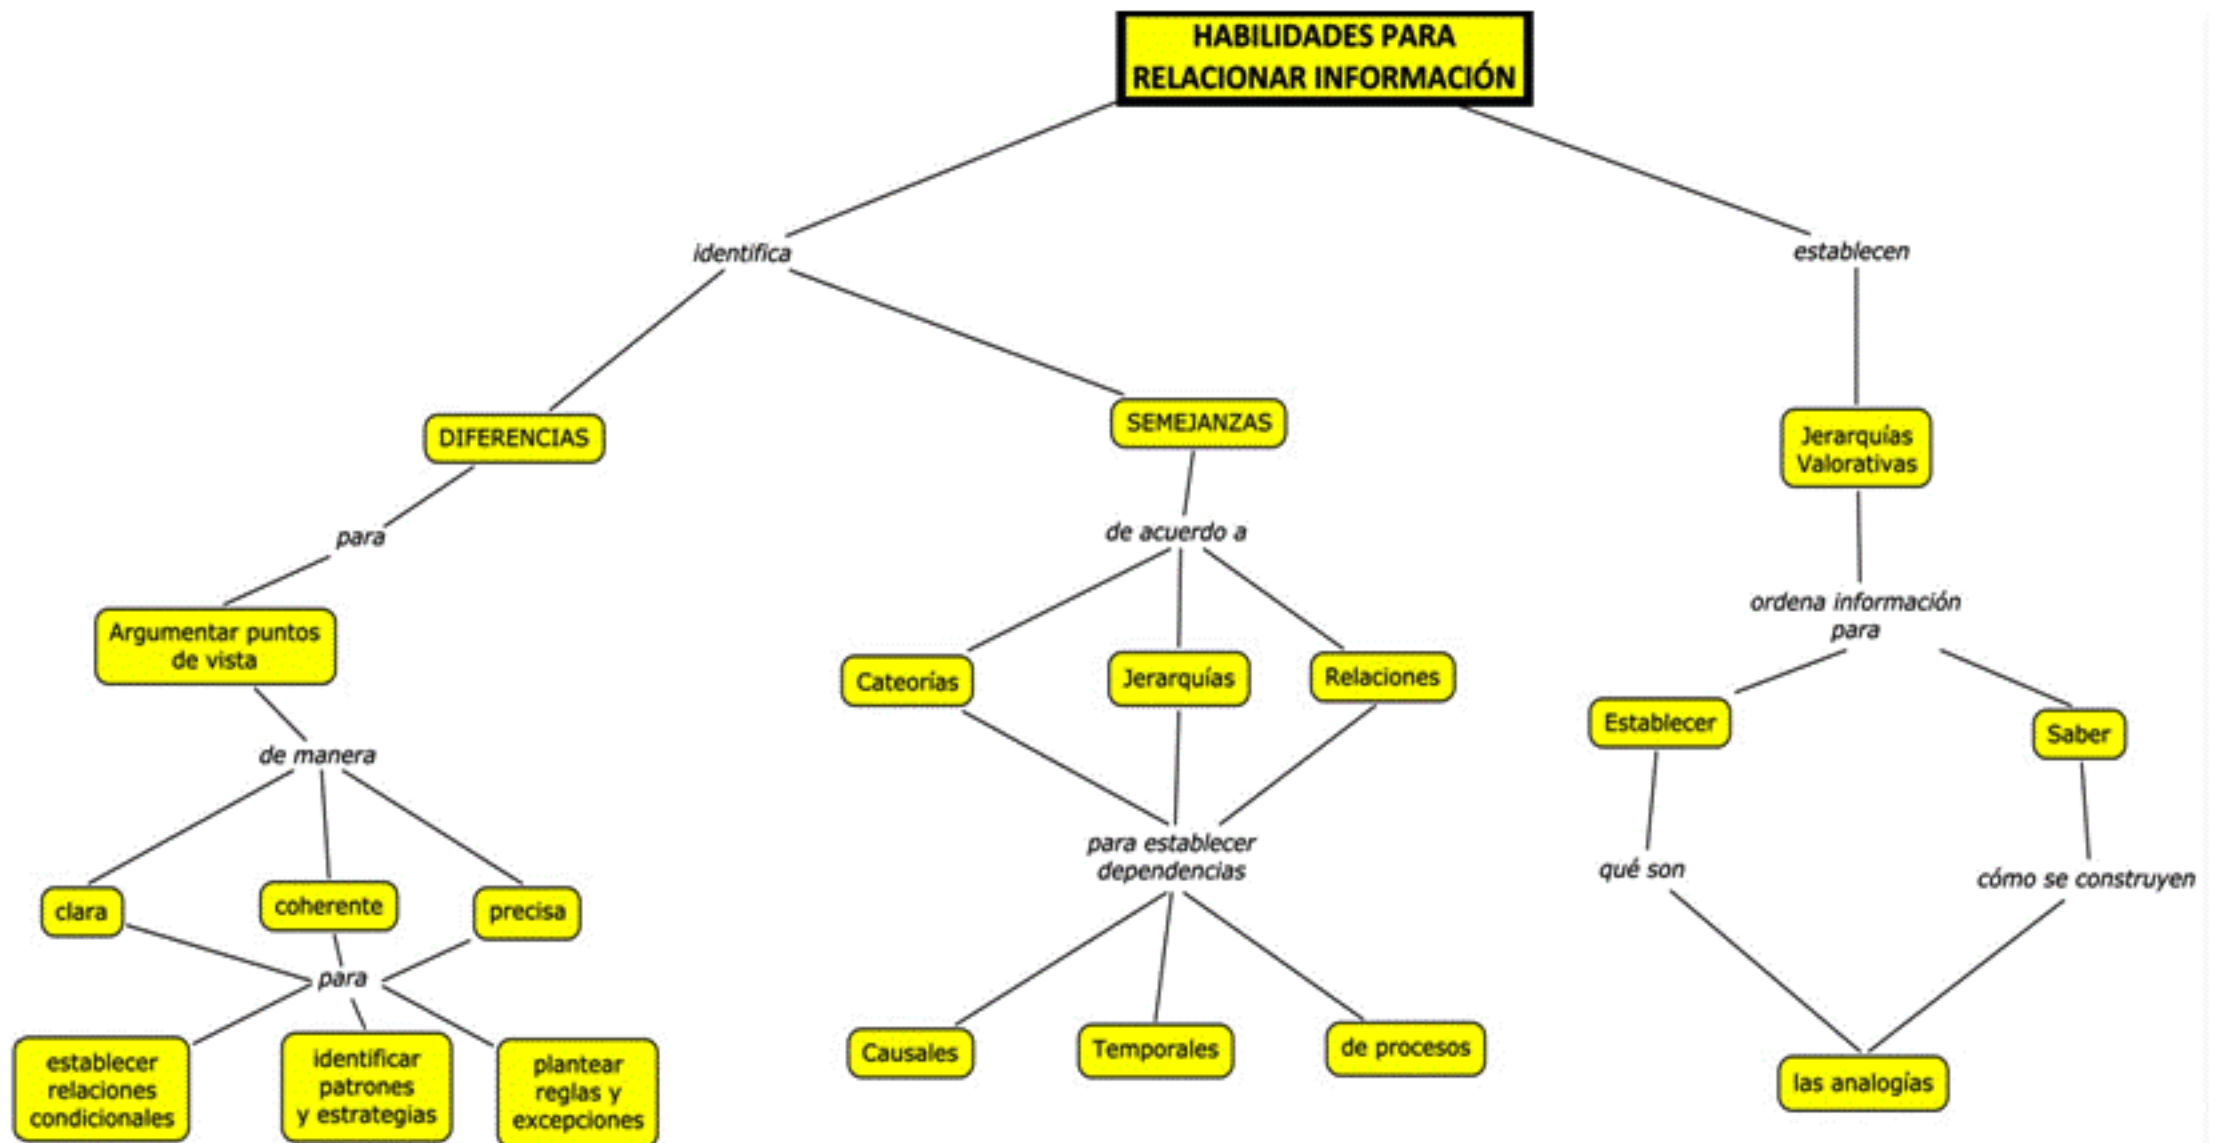 HABILIDADES PARA
RELACIONAR INFORMACIÓN
identifica
establecen
DIFERENCIAS
SEMEJANZAS
Jerarquías
Valorativas
para
de acuerdo a
ordena información
para
Argumentar puntos
de vista
Cateorías
Jerarquías
Relaciones
Establecer
Saber
de manera
para establecer
dependencias
qué son
cómo se construyen
clara
coherente
precisa
para
establecer
relaciones
condicionales
identificar
patrones
y estrategias
plantear
reglas y
excepciones
Causales
Temporales
de procesos
las analogías